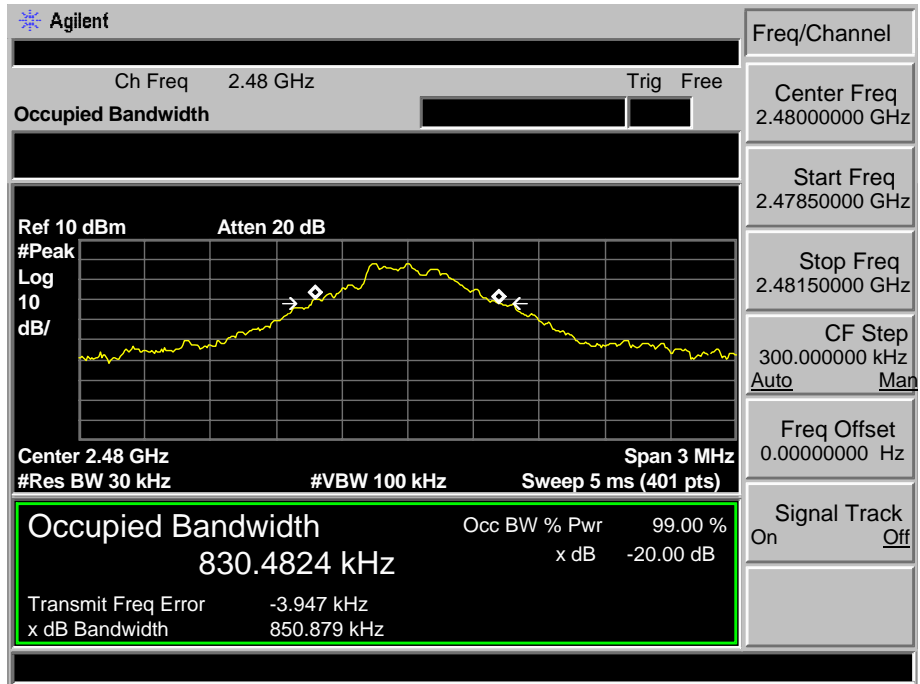 Agilent
Freq/Channel
Ch Freq 2.48 GHz Trig Free
Occupied Bandwidth
Center Freq
2.48000000 GHz
Start Freq
2.47850000 GHz
Stop Freq
2.48150000 GHz
CF Step
300.000000 kHz
Auto Man
Freq Offset
0.00000000 Hz
Signal Track
On Off
Ref 10 dBm Atten 20 dB
#Peak
Log
10
dB/
Center 2.48 GHz Span 3 MHz
#Res BW 30 kHz #VBW 100 kHz Sweep 5 ms (401 pts)
Occupied Bandwidth Occ BW % Pwr 99.00 %
830.4824 kHz x dB -20.00 dB
Transmit Freq Error -3.947 kHz
x dB Bandwidth 850.879 kHz